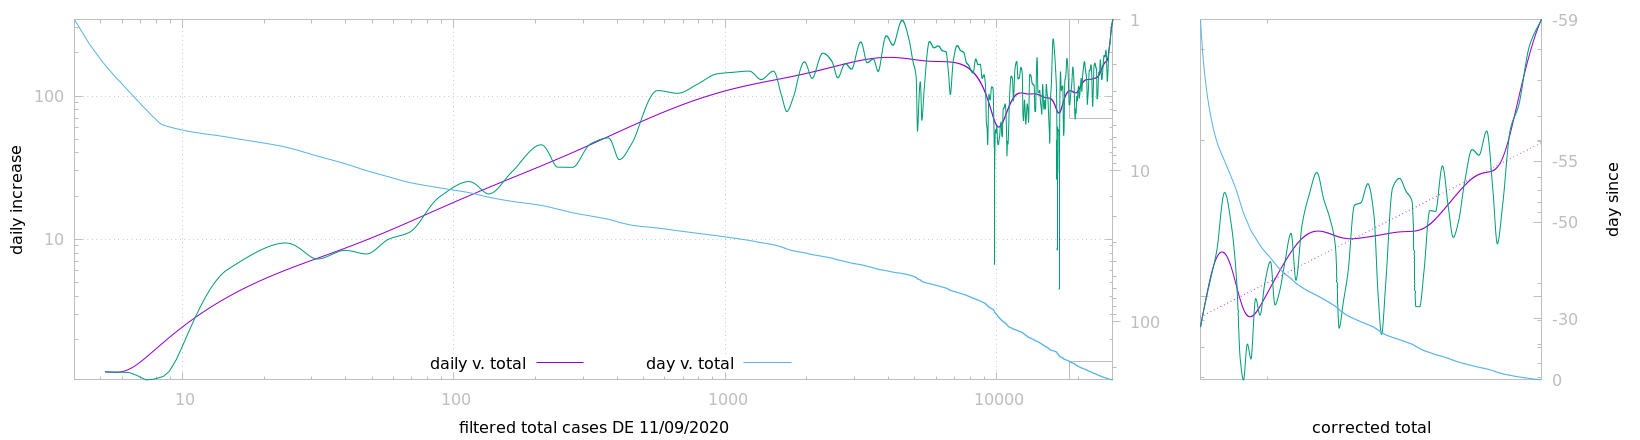 daily increase
100
10
daily v. total
day v. total
10
100
1000
10000
filtered total cases DE 11/09/2020
1
10
100
-59
-55
-50
-30
0
day since
corrected total